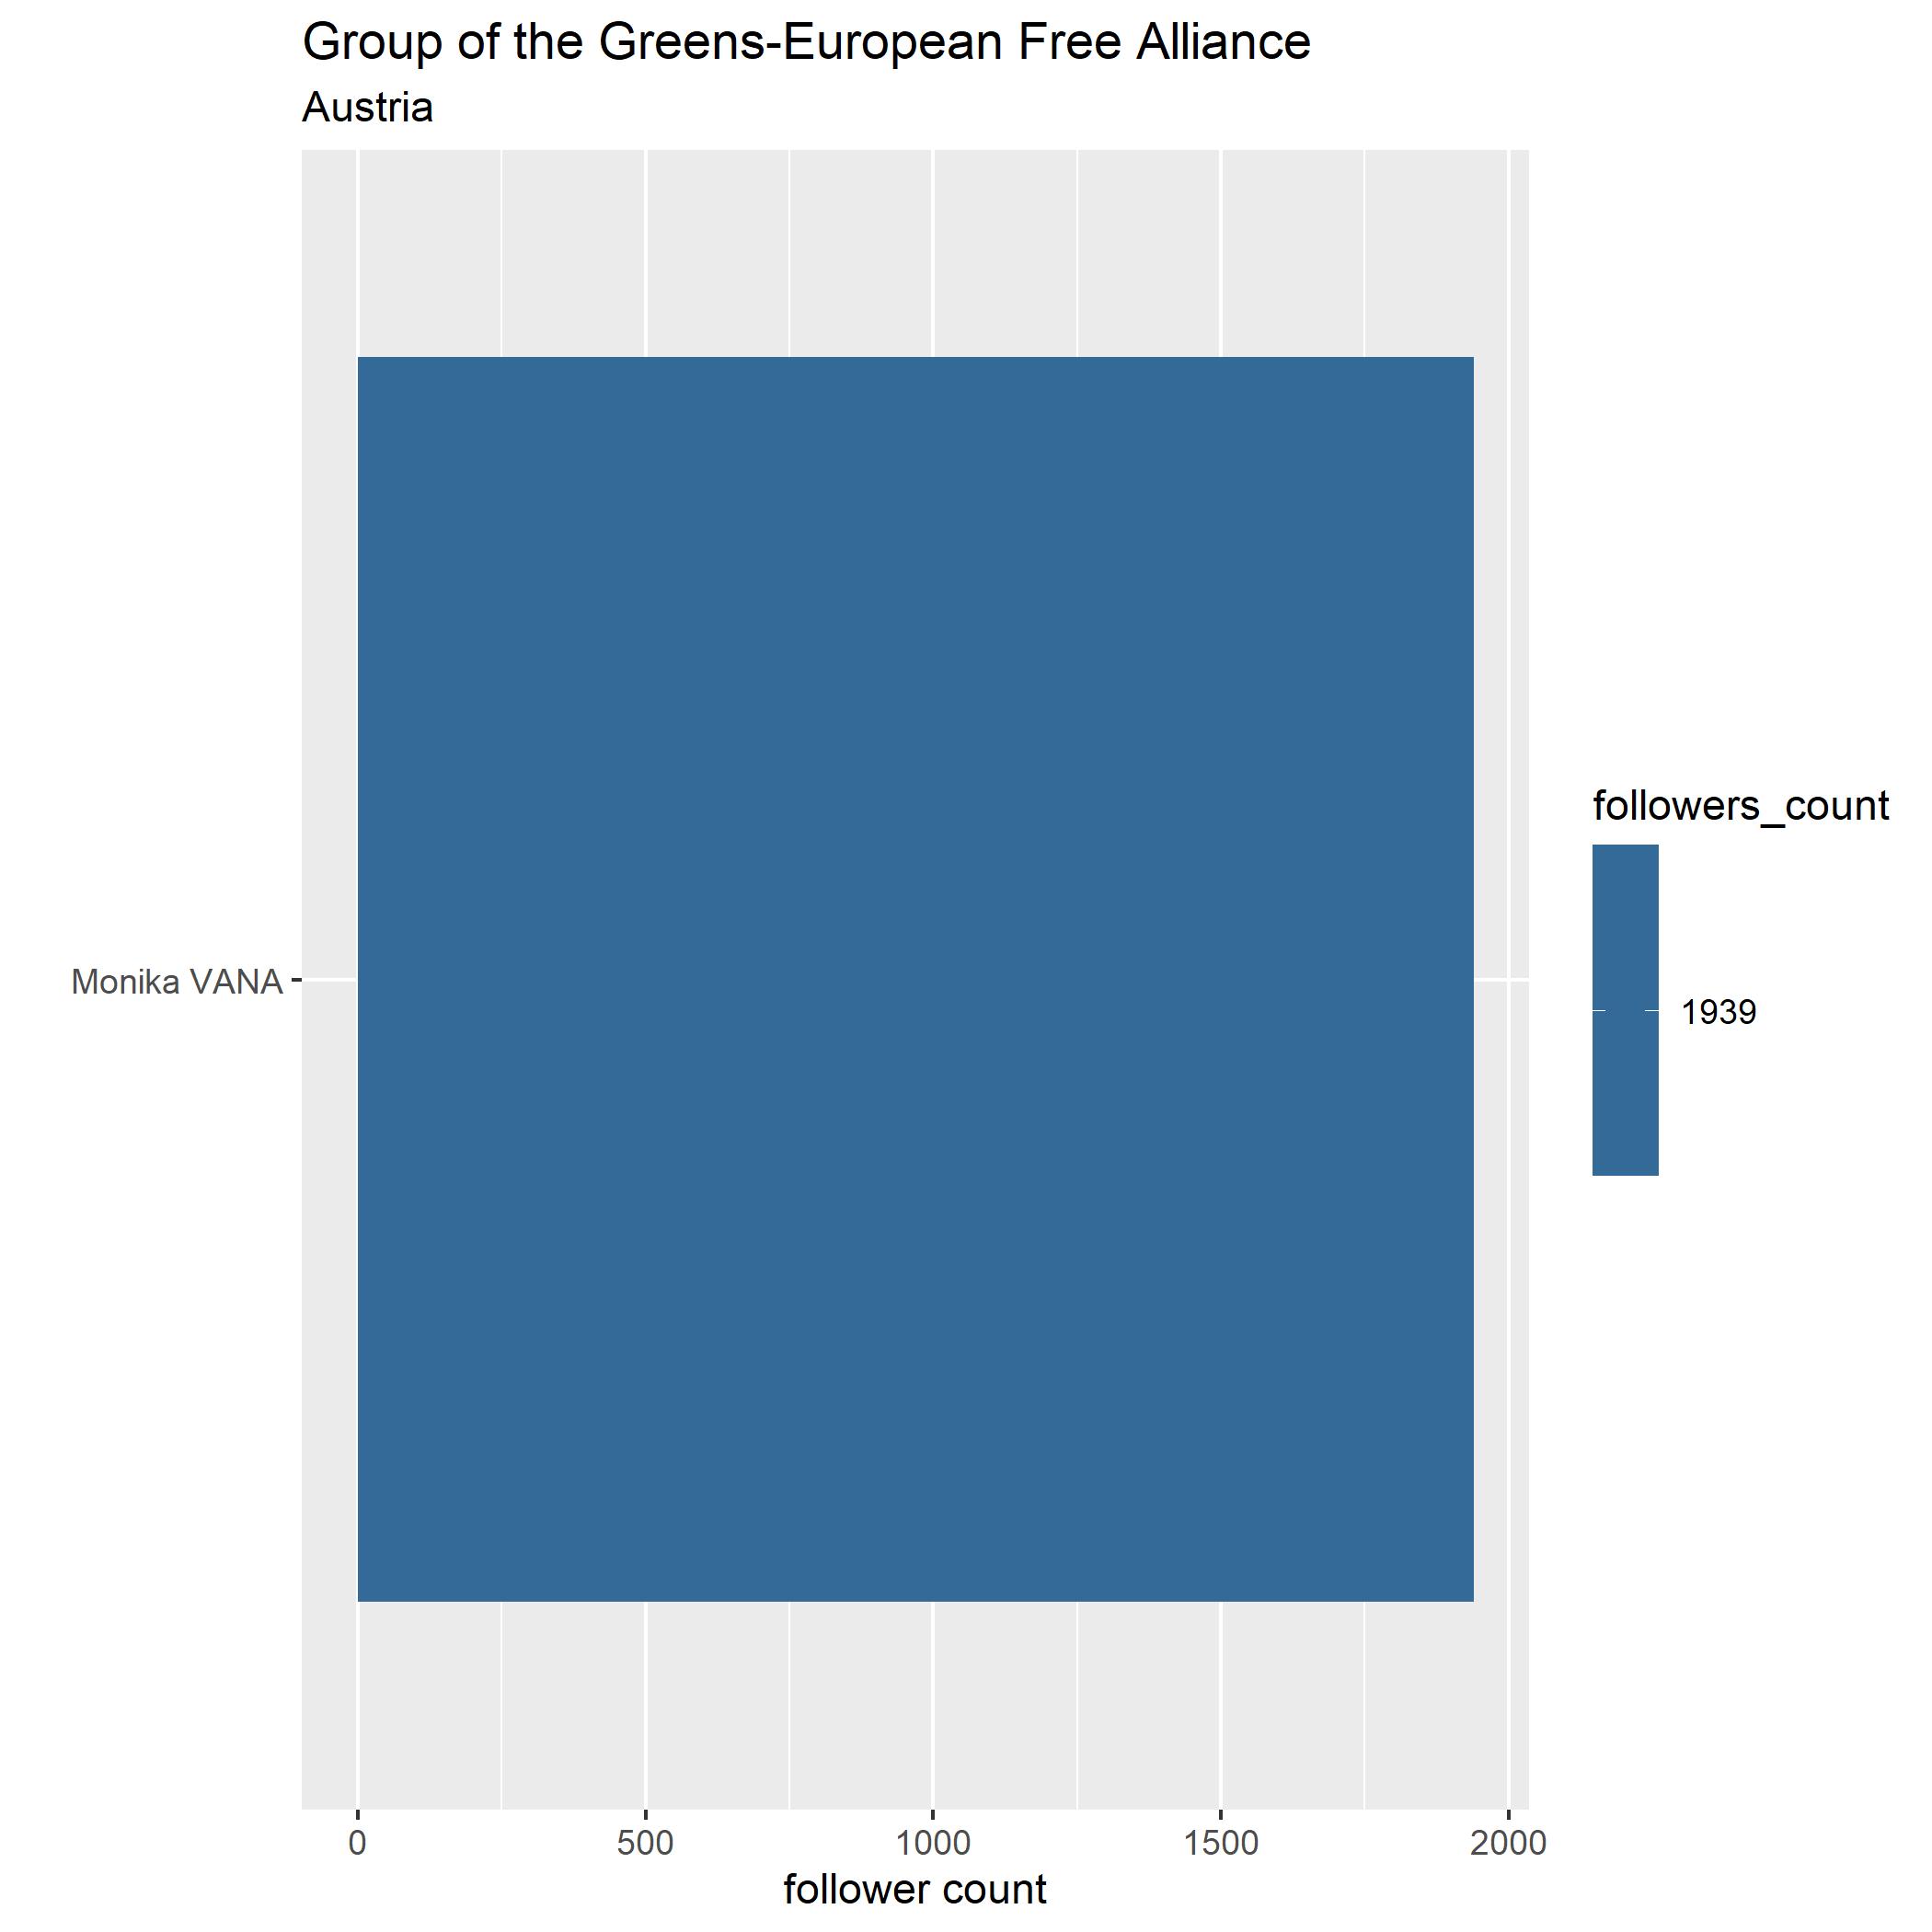 Group of the Greens-European Free Alliance
Austria
Monika VANA
followers_count
1939
0 500 1000 1500 2000
follower count